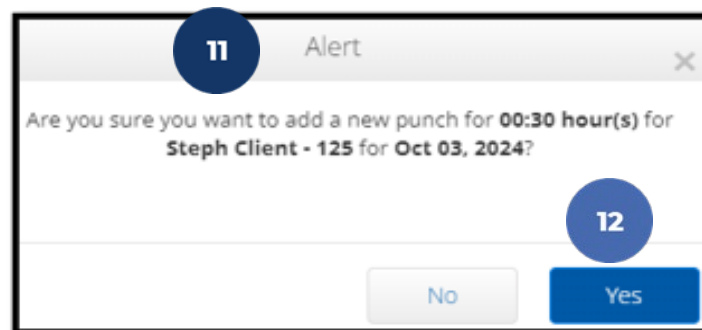 11
Alert
×
Are you sure you want to add a new punch for 00:30 hour(s) for
Steph Client - 125 for Oct 03, 2024?
12
No
Yes